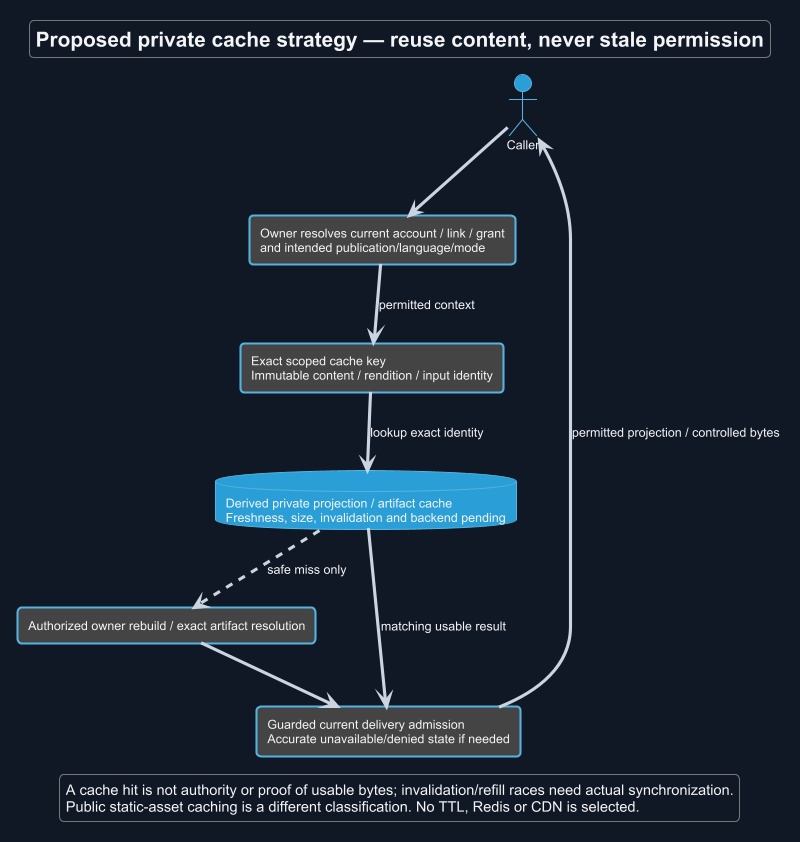 Proposed private cache strategy — reuse content, never stale permission
Caller
Owner resolves current account / link / grant
and intended publication/language/mode
permitted context
Exact scoped cache key
Immutable content / rendition / input identity
lookup exact identity
permitted projection / controlled bytes
Derived private projection / artifact cache
Freshness, size, invalidation and backend pending
safe miss only
Authorized owner rebuild / exact artifact resolution
matching usable result
Guarded current delivery admission
Accurate unavailable/denied state if needed
A cache hit is not authority or proof of usable bytes; invalidation/refill races need actual synchronization.
Public static-asset caching is a different classification. No TTL, Redis or CDN is selected.